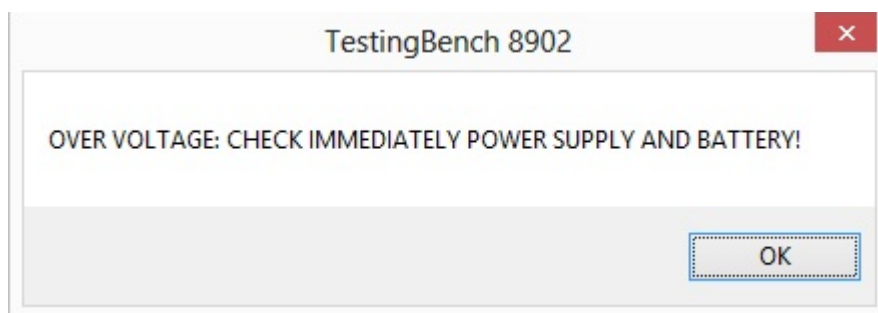 TestingBench 8902
OVER VOLTAGE: CHECK IMMEDIATELY POWER SUPPLY AND BATTERY!
OK